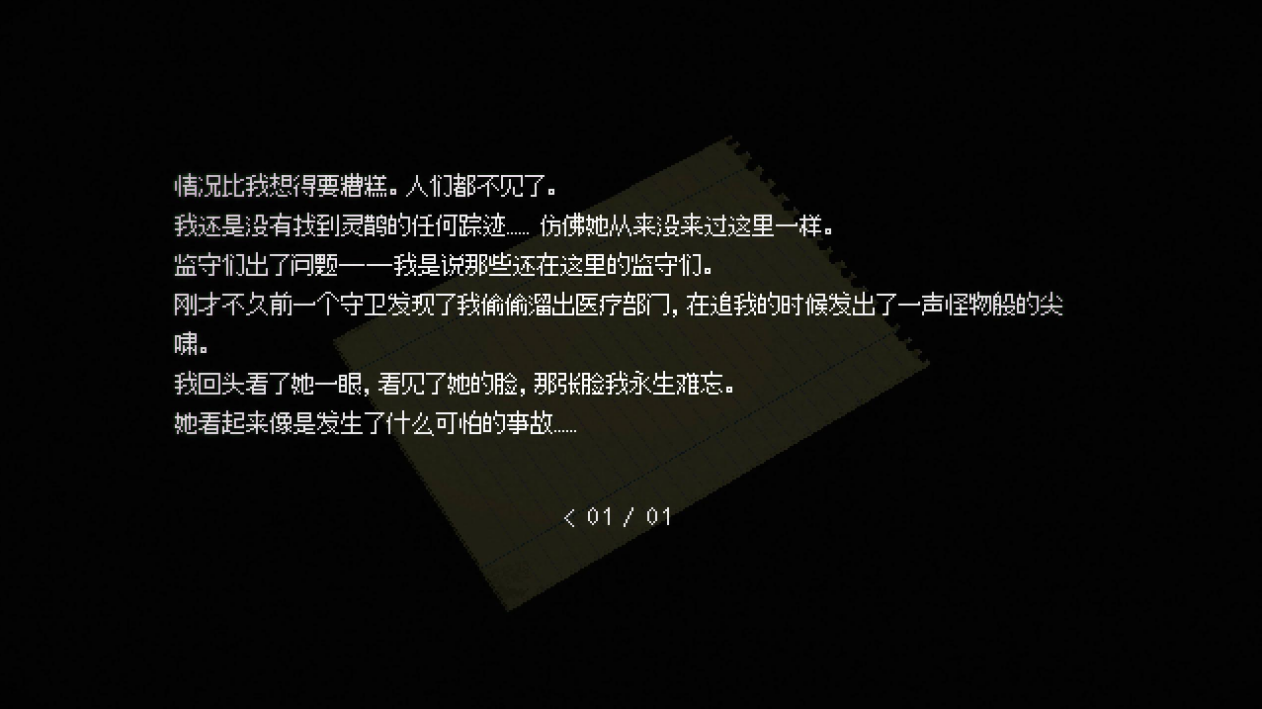 情况比我想得要糟糕。人们都不见了。
我还是没有找到灵鹊的任何踪迹…… 仿佛她从来没来过这里一样。
监守们出了问题——我是说那些还在这里的监守们。
刚才不久前一个守卫发现了我偷偷溜出医疗部门，在追我的时候发出了一声怪物般的尖
啸。
我回头看了她一眼，看见了她的脸，那张脸我永生难忘。
她看起来像是发生了什么可怕的事故……
< 01 / 01